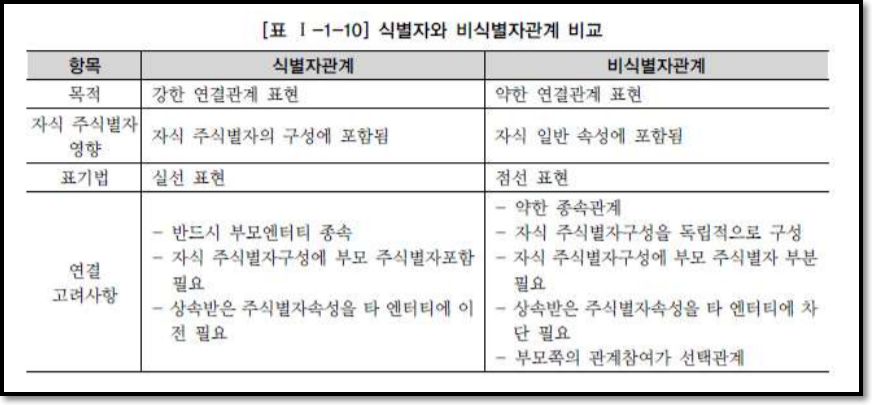 [표 Ⅰ-1-10] 식별자와 비식별자관계 비교
항목 식별자관계 비식별자관계
목적 강한 연결관계 표현 약한 연결관계 표현
자식 주식별자
영향
자식 주식별자의 구성에 포함됨 자식 일반 속성에 포함됨
표기법 실선 표현 점선 표현
연결
고려사항
- 반드시 부모엔터티 종속
- 자식 주식별자구성에 부모 주식별자포함
필요
- 상속받은 주식별자속성을 타 엔터티에 이
전 필요
- 약한 종속관계
- 자식 주식별자구성을 독립적으로 구성
- 자식 주식별자구성에 부모 주식별자 부분
필요
- 상속받은 주식별자속성을 타 엔터티에 차
단 필요
- 부모쪽의 관계참여가 선택관계